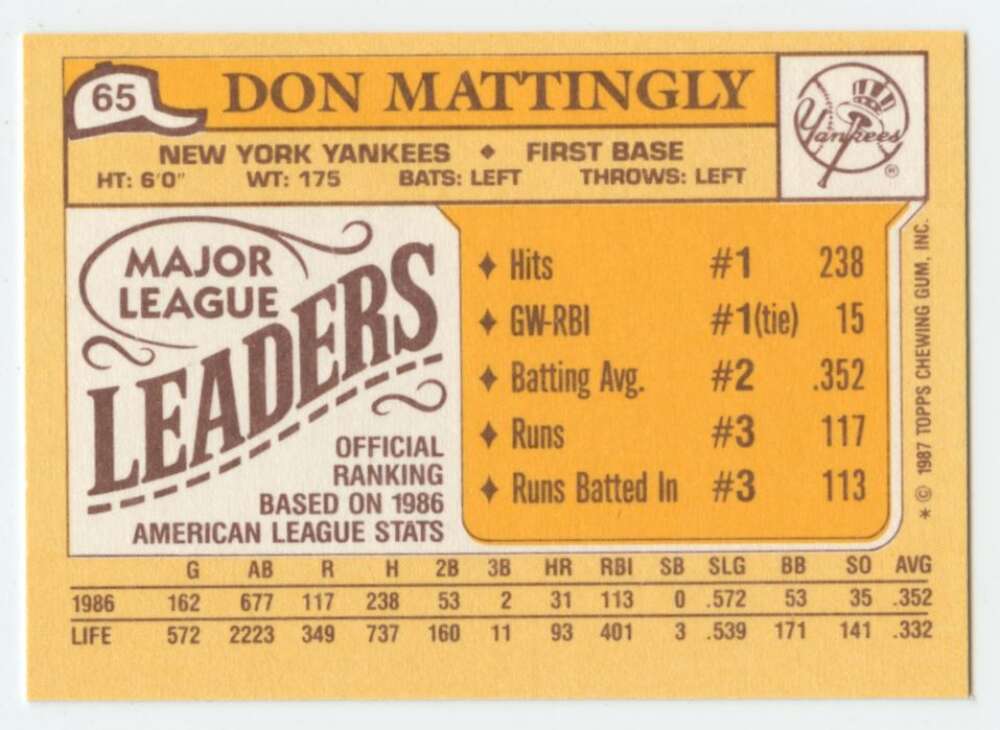 65 DON MATTINGLY
Yankees ®
NEW YORK YANKEES ♦ FIRST BASE
HT: 6'0" WT: 175 BATS: LEFT THROWS: LEFT
MAJOR
LEAGUE
LEADERS
OFFICIAL
RANKING
BASED ON 1986
AMERICAN LEAGUE STATS
♦ Hits #1 238
♦ GW-RBI #1(tie) 15
♦ Batting Avg. #2 .352
♦ Runs #3 117
♦ Runs Batted In #3 113
* © 1987 TOPPS CHEWING GUM, INC.
G AB R H 2B 3B HR RBI SB SLG BB SO AVG
1986 162 677 117 238 53 2 31 113 0 .572 53 35 .352
LIFE 572 2223 349 737 160 11 93 401 3 .539 171 141 .332